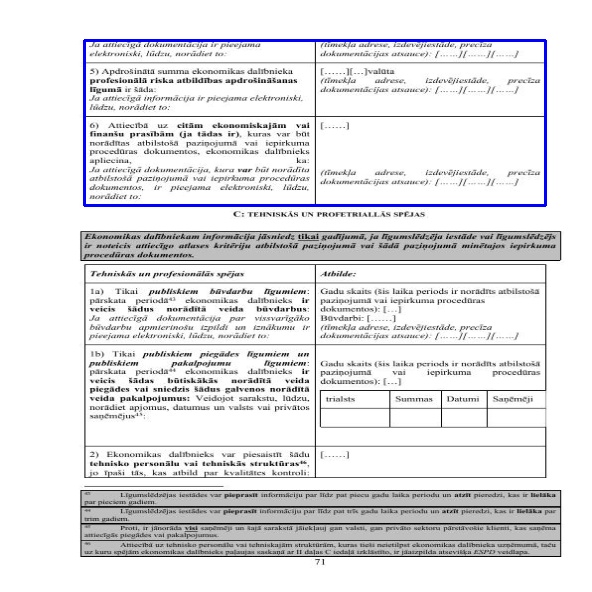 Ja attiecīgā dokumentācija ir pieejama
elektroniski, lūdzu, norādiet to:
(tīmekļa adrese, izdevējiestāde, precīza
dokumentācijas atsauce): [……][……][……]
5) Apdrošinātā summa ekonomikas dalībnieka
profesionālā riska atbildības apdrošināšanas
līgumā ir šāda:
Ja attiecīgā informācija ir pieejama elektroniski,
lūdzu, norādiet to:
[……][…]valūta
(tīmekļa adrese, izdevējiestāde, precīza
dokumentācijas atsauce): [……][……][……]
6) Attiecībā uz citām ekonomiskajām vai
finanšu prasībām (ja tādas ir), kuras var būt
norādītas atbilstošā paziņojumā vai iepirkuma
procedūras dokumentos, ekonomikas dalībnieks
apliecina, ka:
Ja attiecīgā dokumentācija, kura var būt norādīta
atbilstošā paziņojumā vai iepirkuma procedūras
dokumentos, ir pieejama elektroniski, lūdzu,
norādiet to:
[……]
(tīmekļa adrese, izdevējiestāde, precīza
dokumentācijas atsauce): [……][……][……]
C: TEHNISKĀS UN PROFETRIALLĀS SPĒJAS
Ekonomikas dalībniekam informācija jāsniedz tikai gadījumā, ja līgumslēdzēja iestāde vai līgumslēdzējs
ir noteicis attiecīgo atlases kritēriju atbilstošā paziņojumā vai šādā paziņojumā minētajos iepirkuma
procedūras dokumentos.
Tehniskās un profesionālās spējas
Atbilde:
1a) Tikai publiskiem būvdarbu līgumiem:
pārskata periodā43 ekonomikas dalībnieks ir
veicis šādus norādītā veida būvdarbus:
Ja attiecīgā dokumentācija par vissvarīgāko
būvdarbu apmierinošu izpildi un iznākumu ir
pieejama elektroniski, lūdzu, norādiet to:
Gadu skaits (šis laika periods ir norādīts atbilstošā
paziņojumā vai iepirkuma procedūras
dokumentos): […]
Būvdarbi: [……]
(tīmekļa adrese, izdevējiestāde, precīza
dokumentācijas atsauce): [……][……][……]
1b) Tikai publiskiem piegādes līgumiem un
publiskiem pakalpojumu līgumiem:
pārskata periodā44 ekonomikas dalībnieks ir
veicis šādas būtiskākās norādītā veida
piegādes vai sniedzis šādus galvenos norādītā
veida pakalpojumus: Veidojot sarakstu, lūdzu,
norādiet apjomus, datumus un valsts vai privātos
saņēmējus45:
Gadu skaits (šis laika periods ir norādīts atbilstošā
paziņojumā vai iepirkuma procedūras
dokumentos): […]
trialsts Summas Datumi Saņēmēji
2) Ekonomikas dalībnieks var piesaistīt šādu
tehnisko personālu vai tehniskās struktūras46,
jo īpaši tās, kas atbild par kvalitātes kontroli:
[……]
43 Līgumslēdzējas iestādes var pieprasīt informāciju par līdz pat piecu gadu laika periodu un atzīt pieredzi, kas ir lielāka
par pieciem gadiem.
44 Līgumslēdzējas iestādes var pieprasīt informāciju par līdz pat trīs gadu laika periodu un atzīt pieredzi, kas ir lielāka par
trim gadiem.
45 Proti, ir jānorāda visi saņēmēji un šajā sarakstā jāiekļauj gan valsts, gan privāto sektoru pārstāvošie klienti, kas saņēma
attiecīgās piegādes vai pakalpojumus.
46 Attiecībā uz tehnisko personālu vai tehniskajām struktūrām, kuras tieši neietilpst ekonomikas dalībnieka uzņēmumā, taču
uz kuru spējām ekonomikas dalībnieks paļaujas saskaņā ar II daļas C iedaļā izklāstīto, ir jāaizpilda atsevišķa ESPD veidlapa.
71